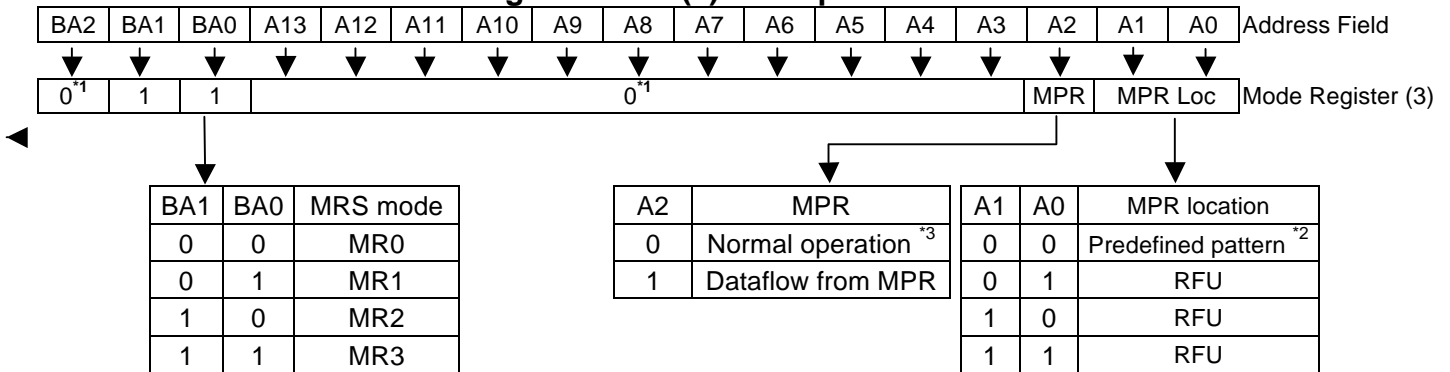 BA2 BA1 BA0 A13 A12 A11 A10 A9 A8 A7 A6 A5 A4 A3 A2 A1 A0 Address Field
0*1 1 1 0*1 MPR MPR Loc Mode Register (3)
BA1 BA0 MRS mode
0 0 MR0
0 1 MR1
1 0 MR2
1 1 MR3
A2 MPR
0 Normal operation *3
1 Dataflow from MPR
A1 A0 MPR location
0 0 Predefined pattern *2
0 1 RFU
1 0 RFU
1 1 RFU